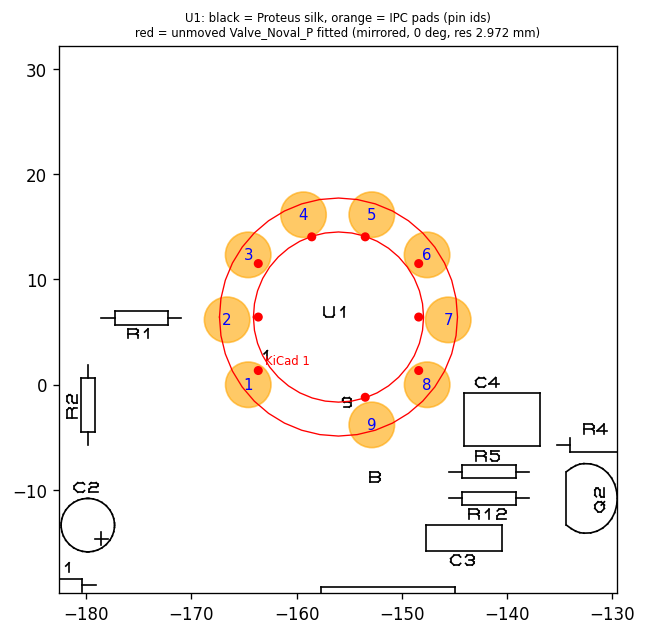 U1: black = Proteus silk, orange = IPC pads (pin ids)
red = unmoved Valve_Noval_P fitted (mirrored, 0 deg, res 2.972 mm)
30
20
10
0
−10
4
5
3
6
U1
2
7
R1
1
KiCad 1
1
8
C4
R2
9
9
R4
B
R5
C2
R12
Q2
C3
1
−180
−170
−160
−150
−140
−130